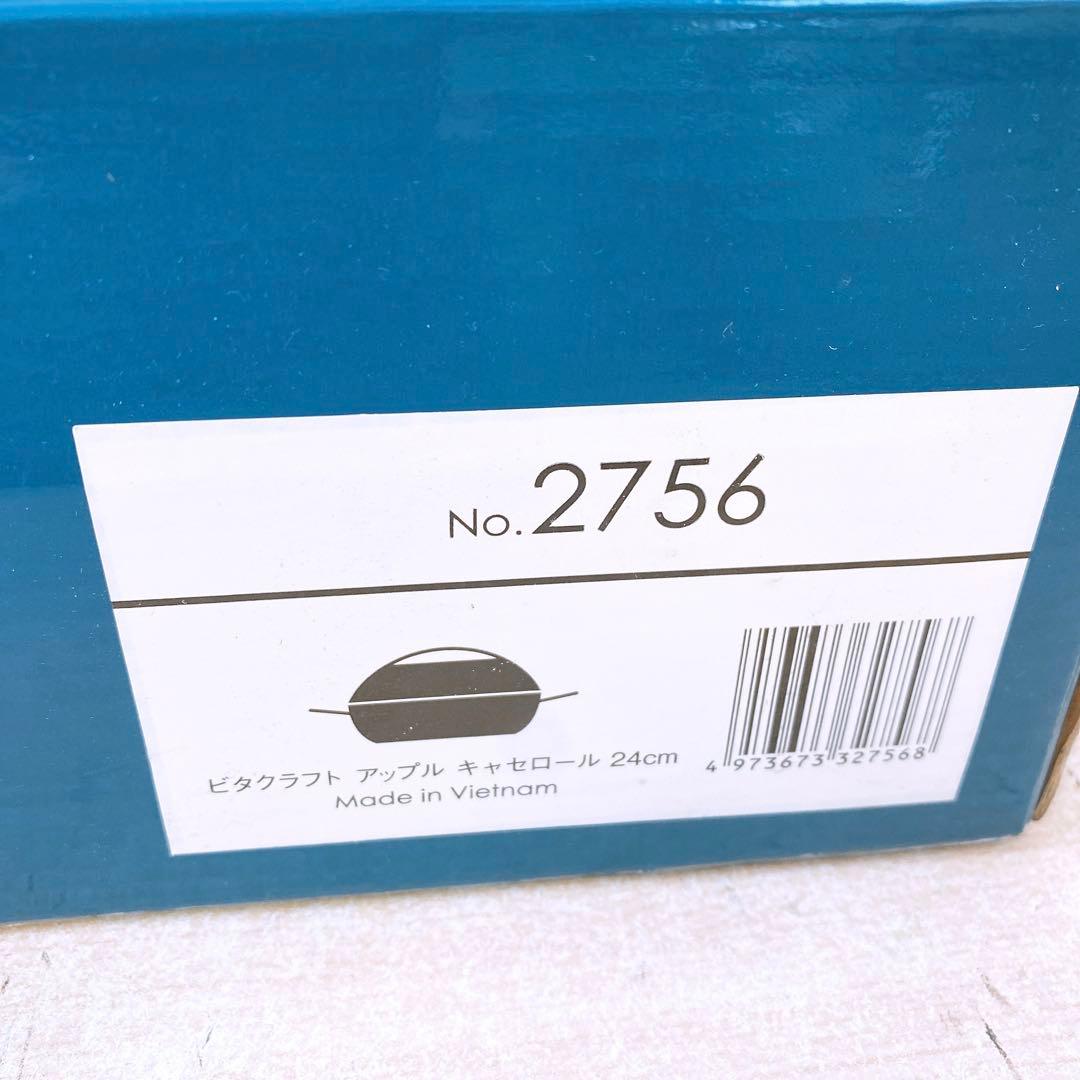 No.2756
ビタクラフト アップル キャセロール 24cm
Made in Vietnam
4 973673 327568